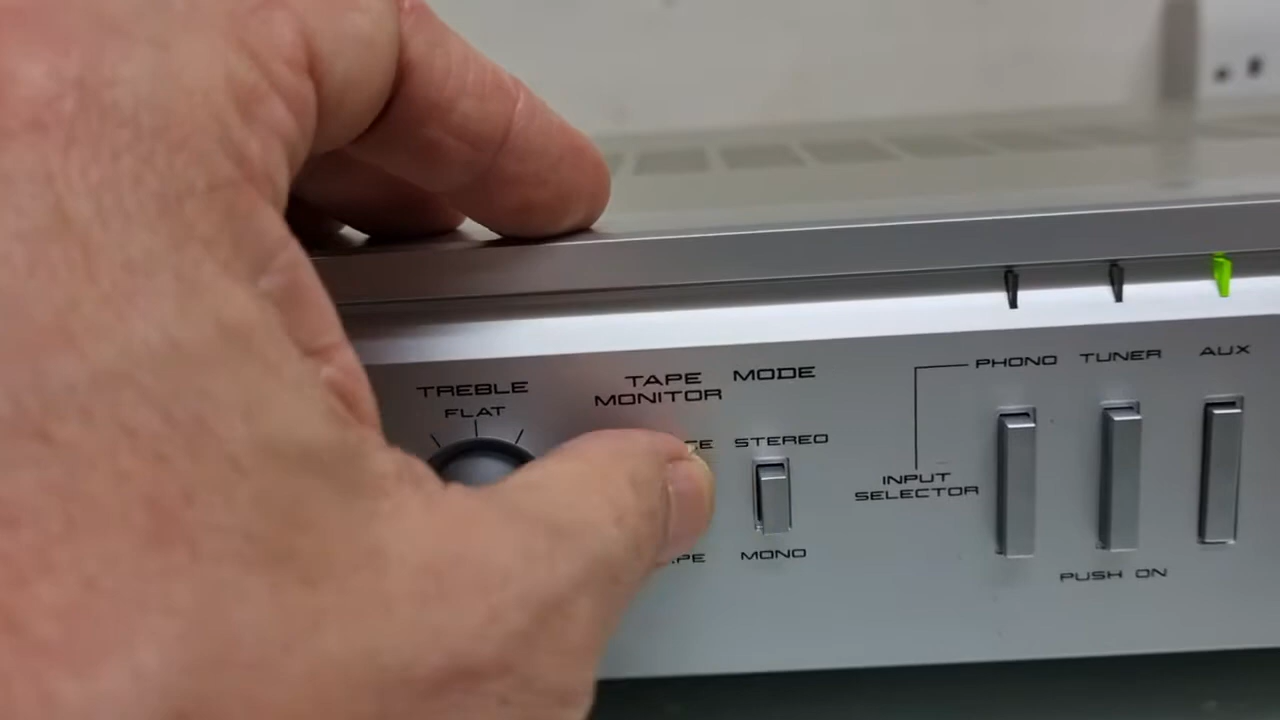 TREBLE
FLAT
TAPE
MONITOR
MODE
STEREO
MONO
INPUT
SELECTOR
PHONO
TUNER
AUX
PUSH ON